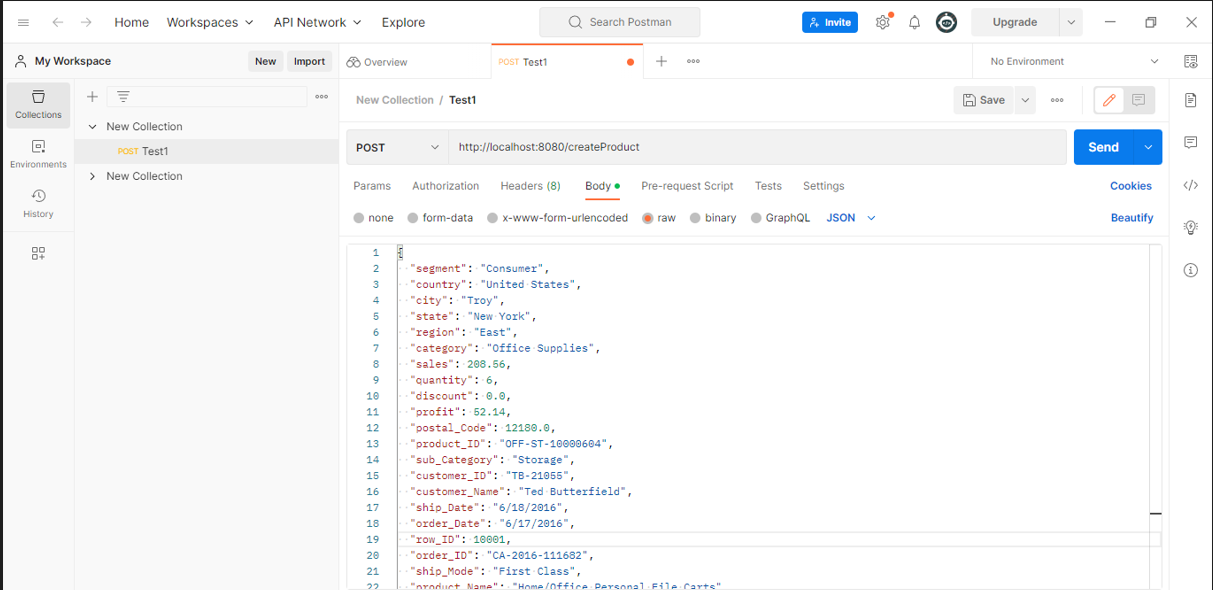 Home Workspaces API Network Explore Search Postman Invite Upgrade
My Workspace New Import Overview POST Test1 No Environment
Collections
Environments
History
New Collection
POST Test1
New Collection
New Collection / Test1 Save
POST http://localhost:8080/createProduct Send
Params Authorization Headers (8) Body Pre-request Script Tests Settings Cookies
none form-data x-www-form-urlencoded raw binary GraphQL JSON Beautify
1 {
2 "segment": "Consumer",
3 "country": "United States",
4 "city": "Troy",
5 "state": "New York",
6 "region": "East",
7 "category": "Office Supplies",
8 "sales": 208.56,
9 "quantity": 6,
10 "discount": 0.0,
11 "profit": 52.14,
12 "postal_Code": 12180.0,
13 "product_ID": "OFF-ST-10000604",
14 "sub_Category": "Storage",
15 "customer_ID": "TB-21055",
16 "customer_Name": "Ted Butterfield",
17 "ship_Date": "6/18/2016",
18 "order_Date": "6/17/2016",
19 "row_ID": 10001,
20 "order_ID": "CA-2016-111682",
21 "ship_Mode": "First Class",
22 "product_Name": "Home/Office Personal File Carts"